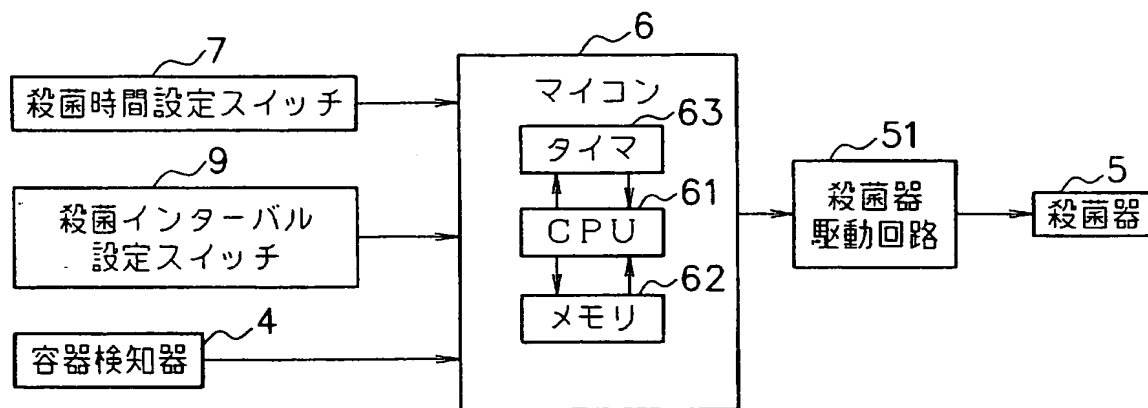 7
殺菌時間設定スイッチ
9
殺菌インターバル
設定スイッチ
4
容器検知器
6
マイコン
63
タイマ
61
CPU
62
メモリ
51
殺菌器
駆動回路
5
殺菌器